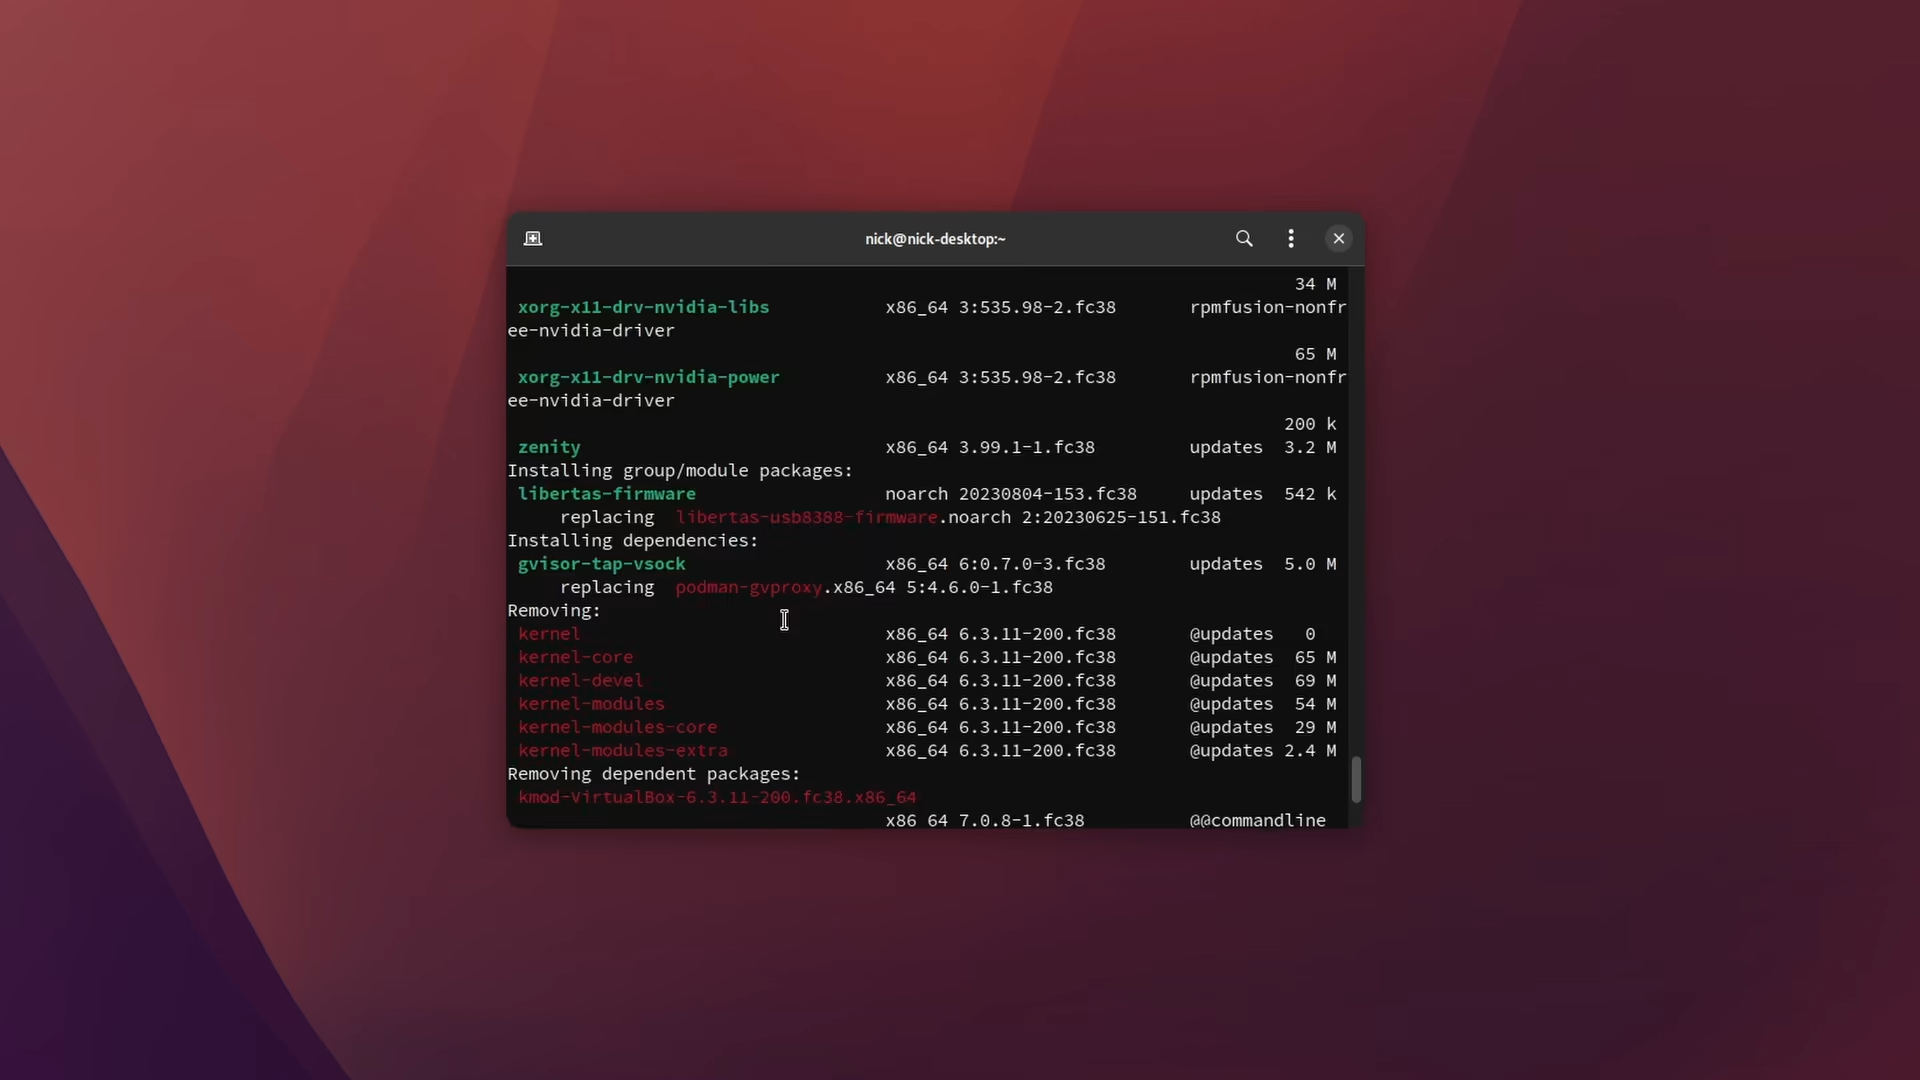 nick@nick-desktop:~
34 M
xorg-x11-drv-nvidia-libs x86_64 3:535.98-2.fc38 rpmfusion-nonfr
ee-nvidia-driver
65 M
xorg-x11-drv-nvidia-power x86_64 3:535.98-2.fc38 rpmfusion-nonfr
ee-nvidia-driver
200 k
zenity x86_64 3.99.1-1.fc38 updates 3.2 M
Installing group/module packages:
libertas-firmware noarch 20230804-153.fc38 updates 542 k
replacing libertas-usb8388-firmware.noarch 2:20230625-151.fc38
Installing dependencies:
gvisor-tap-vsock x86_64 6:0.7.0-3.fc38 updates 5.0 M
replacing podman-gvproxy.x86_64 5:4.6.0-1.fc38
Removing:
kernel x86_64 6.3.11-200.fc38 @updates 0
kernel-core x86_64 6.3.11-200.fc38 @updates 65 M
kernel-devel x86_64 6.3.11-200.fc38 @updates 69 M
kernel-modules x86_64 6.3.11-200.fc38 @updates 54 M
kernel-modules-core x86_64 6.3.11-200.fc38 @updates 29 M
kernel-modules-extra x86_64 6.3.11-200.fc38 @updates 2.4 M
Removing dependent packages:
kmod-VirtualBox-6.3.11-200.fc38.x86_64
x86_64 7.0.8-1.fc38 @@commandline